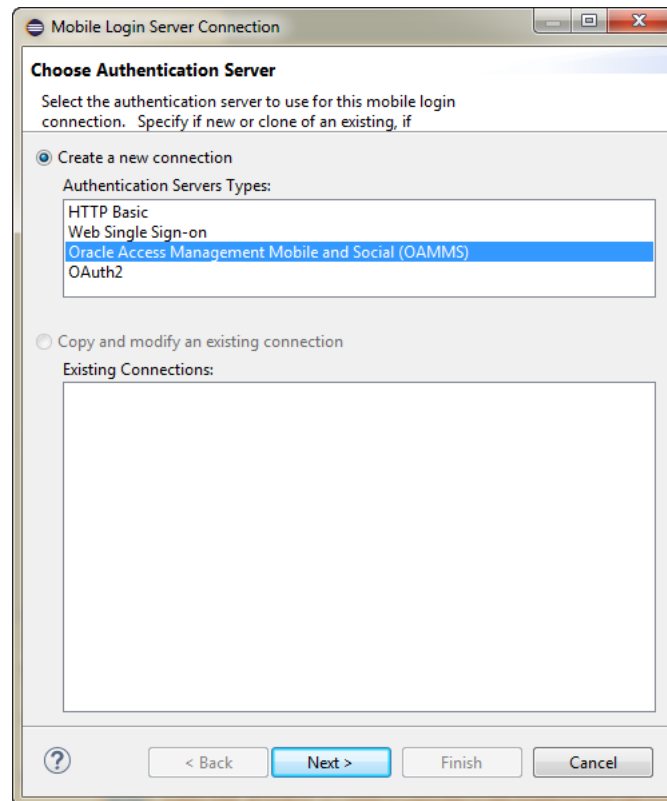 Mobile Login Server Connection
Choose Authentication Server
Select the authentication server to use for this mobile login
connection.   Specify if new or clone of an existing, if
Create a new connection
Authentication Servers Types:
HTTP Basic
Web Single Sign-on
Oracle Access Management Mobile and Social (OAMMS)
OAuth2
Copy and modify an existing connection
Existing Connections:
?
< Back
Next >
Finish
Cancel